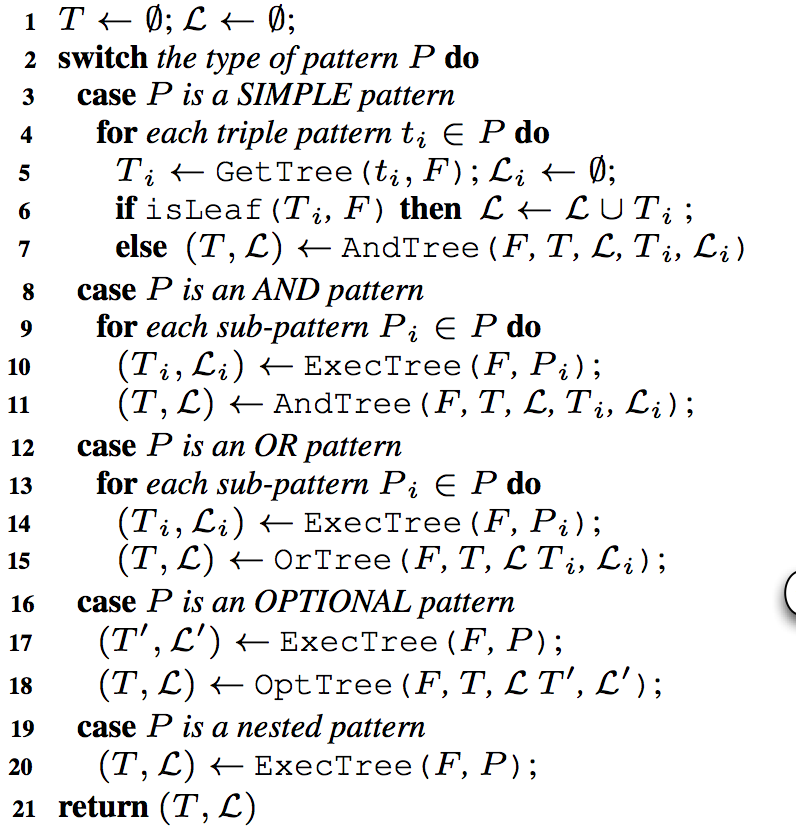 1 T ← ∅; ℒ ← ∅;
2 switch the type of pattern P do
3 case P is a SIMPLE pattern
4 for each triple pattern tᵢ ∈ P do
5 Tᵢ ← GetTree(tᵢ, F); ℒᵢ ← ∅;
6 if isLeaf(Tᵢ, F) then ℒ ← ℒ ∪ Tᵢ ;
7 else (T, ℒ) ← AndTree(F, T, ℒ, Tᵢ, ℒᵢ)
8 case P is an AND pattern
9 for each sub-pattern Pᵢ ∈ P do
10 (Tᵢ, ℒᵢ) ← ExecTree(F, Pᵢ);
11 (T, ℒ) ← AndTree(F, T, ℒ, Tᵢ, ℒᵢ);
12 case P is an OR pattern
13 for each sub-pattern Pᵢ ∈ P do
14 (Tᵢ, ℒᵢ) ← ExecTree(F, Pᵢ);
15 (T, ℒ) ← OrTree(F, T, ℒ Tᵢ, ℒᵢ);
16 case P is an OPTIONAL pattern
17 (T′, ℒ′) ← ExecTree(F, P);
18 (T, ℒ) ← OptTree(F, T, ℒ T′, ℒ′);
19 case P is a nested pattern
20 (T, ℒ) ← ExecTree(F, P);
21 return (T, ℒ)